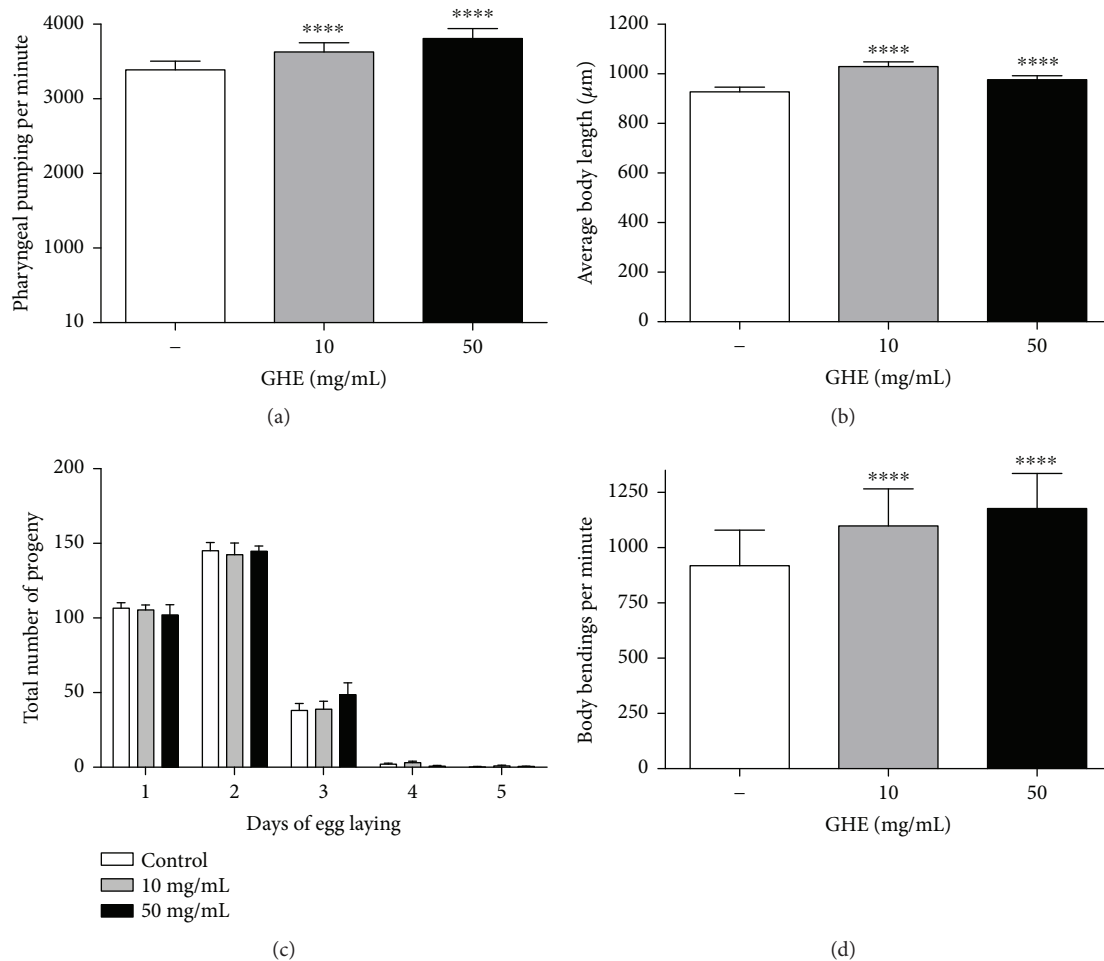 Pharyngeal pumping per minute
4000
3000
2000
1000
10
****
****
–
10
50
GHE (mg/mL)
(a)
Average body length (μm)
1200
1000
800
600
400
200
0
****
****
–
10
50
GHE (mg/mL)
(b)
Total number of progeny
200
150
100
50
0
1
2
3
4
5
Days of egg laying
Control
10 mg/mL
50 mg/mL
(c)
Body bendings per minute
1250
1000
750
500
250
0
****
****
–
10
50
GHE (mg/mL)
(d)